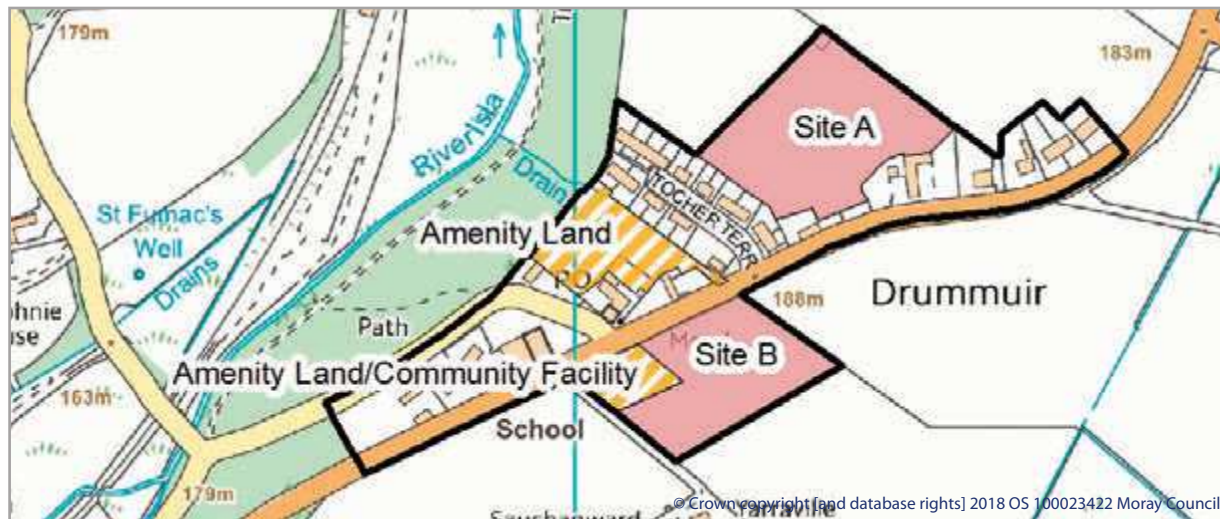 179m
183m
Site A
River Isla
Drain
TOCHER TERR
St Fumac's
Well
Drains
Amenity Land
P.O
188m
Drummuir
Path
Site B
Amenity Land/Community Facility
163m
School
179m
© Crown copyright [and database rights] 2018 OS 100023422 Moray Council